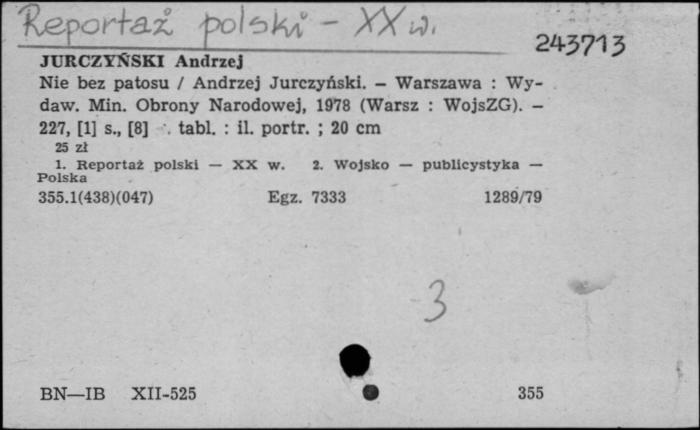 Reportaż polski - XX w.
243713
JURCZYŃSKI Andrzej
Nie bez patosu / Andrzej Jurczyński. – Warszawa : Wy-
daw. Min. Obrony Narodowej, 1978 (Warsz : WojsZG). –
227, [1] s., [8] tabl. : il. portr. ; 20 cm
25 zł
1. Reportaż polski — XX w. 2. Wojsko — publicystyka —
Polska
355.1(438)(047) Egz. 7333 1289/79
3
BN—IB XII-525 355